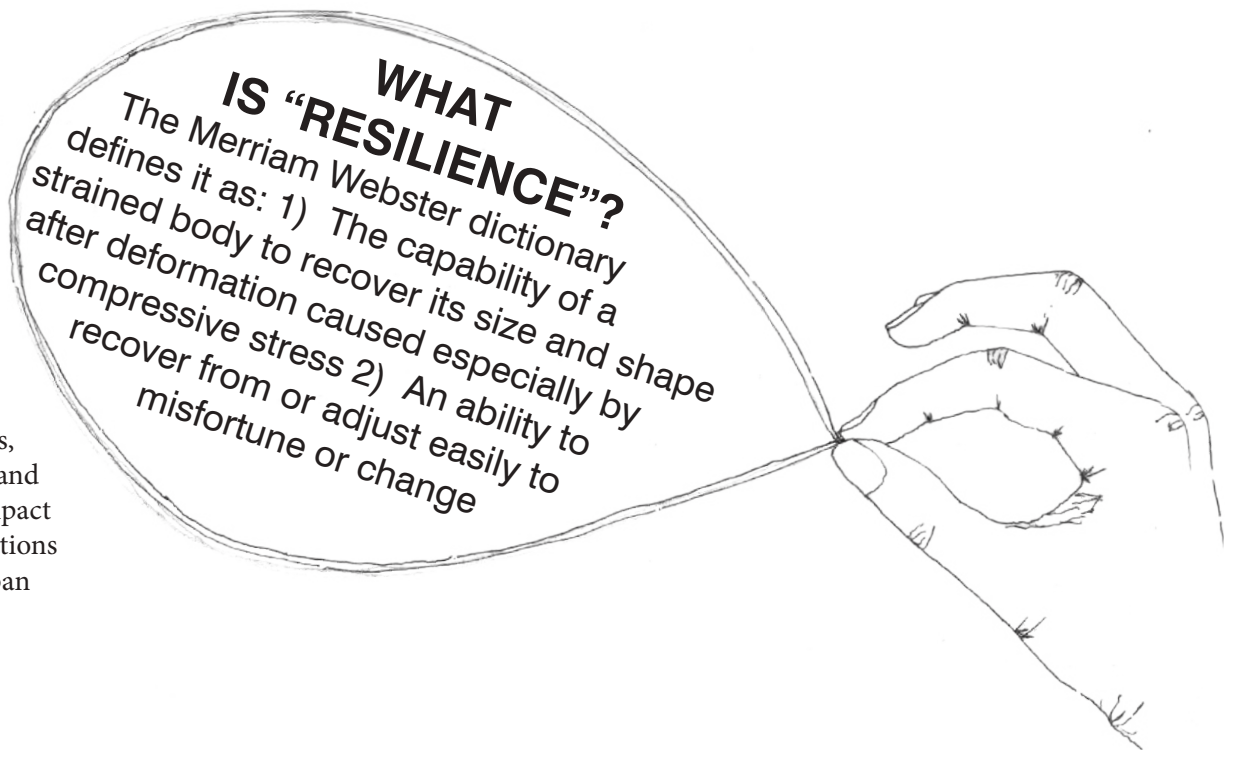 WHAT
IS “RESILIENCE”?
The Merriam Webster dictionary
defines it as: 1) The capability of a
strained body to recover its size and shape
after deformation caused especially by
compressive stress 2) An ability to
recover from or adjust easily to
misfortune or change
and